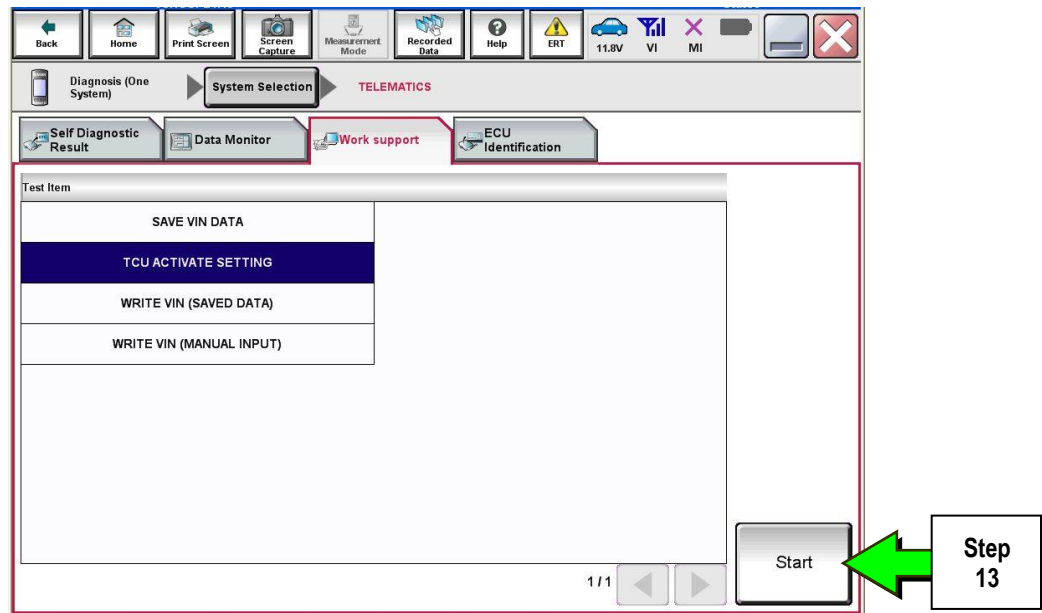 Back
Home
Print Screen
Screen
Capture
Measurement
Mode
Recorded
Data
Help
ERT
11.8V
VI
MI
Diagnosis (One
System)
System Selection
TELEMATICS
Self Diagnostic
Result
Data Monitor
Work support
ECU
Identification
Test Item
SAVE VIN DATA
TCU ACTIVATE SETTING
WRITE VIN (SAVED DATA)
WRITE VIN (MANUAL INPUT)
Start
Step
13
1/1